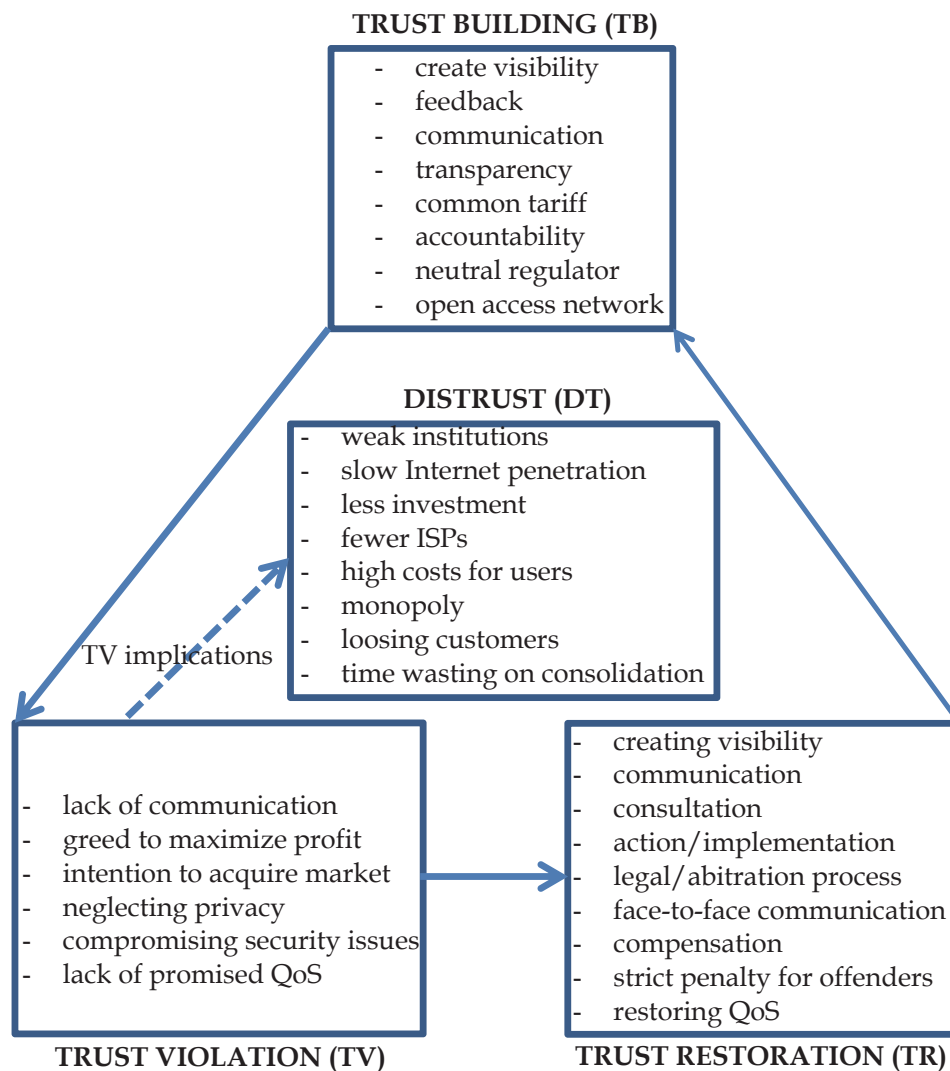 TRUST BUILDING (TB)
- create visibility
- feedback
- communication
- transparency
- common tariff
- accountability
- neutral regulator
- open access network
DISTRUST (DT)
- weak institutions
- slow Internet penetration
- less investment
- fewer ISPs
- high costs for users
- monopoly
- loosing customers
- time wasting on consolidation
TV implications
- lack of communication
- greed to maximize profit
- intention to acquire market
- neglecting privacy
- compromising security issues
- lack of promised QoS
TRUST VIOLATION (TV)
- creating visibility
- communication
- consultation
- action/implementation
- legal/abitration process
- face-to-face communication
- compensation
- strict penalty for offenders
- restoring QoS
TRUST RESTORATION (TR)